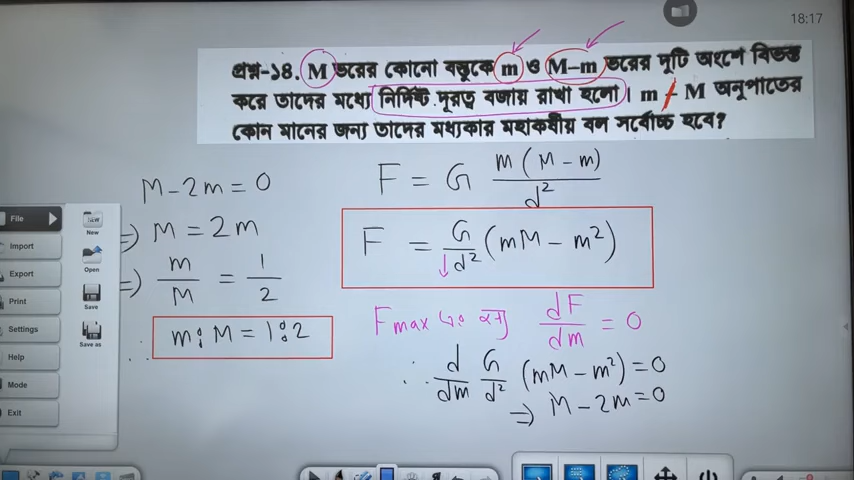 18:17
প্রশ্ন-১৪. M ভরের কোনো বস্তুকে m ও M–m ভরের দুটি অংশে বিভক্ত
করে তাদের মধ্যে নির্দিষ্ট দূরত্ব বজায় রাখা হলো। m / M অনুপাতের
কোন মানের জন্য তাদের মধ্যকার মহাকর্ষীয় বল সর্বোচ্চ হবে?
M - 2m = 0
⇒ M = 2m
⇒ m/M = 1/2
∴ m : M = 1 : 2
F = G m(M - m)/d²
F = G/d² (mM - m²)
Fmax এর জন্য dF/dm = 0
∴ d/dm G/d² (mM - m²) = 0
⇒ M - 2m = 0
File
Import
Export
Print
Settings
Help
Mode
Exit
New
Open
Save
Save as